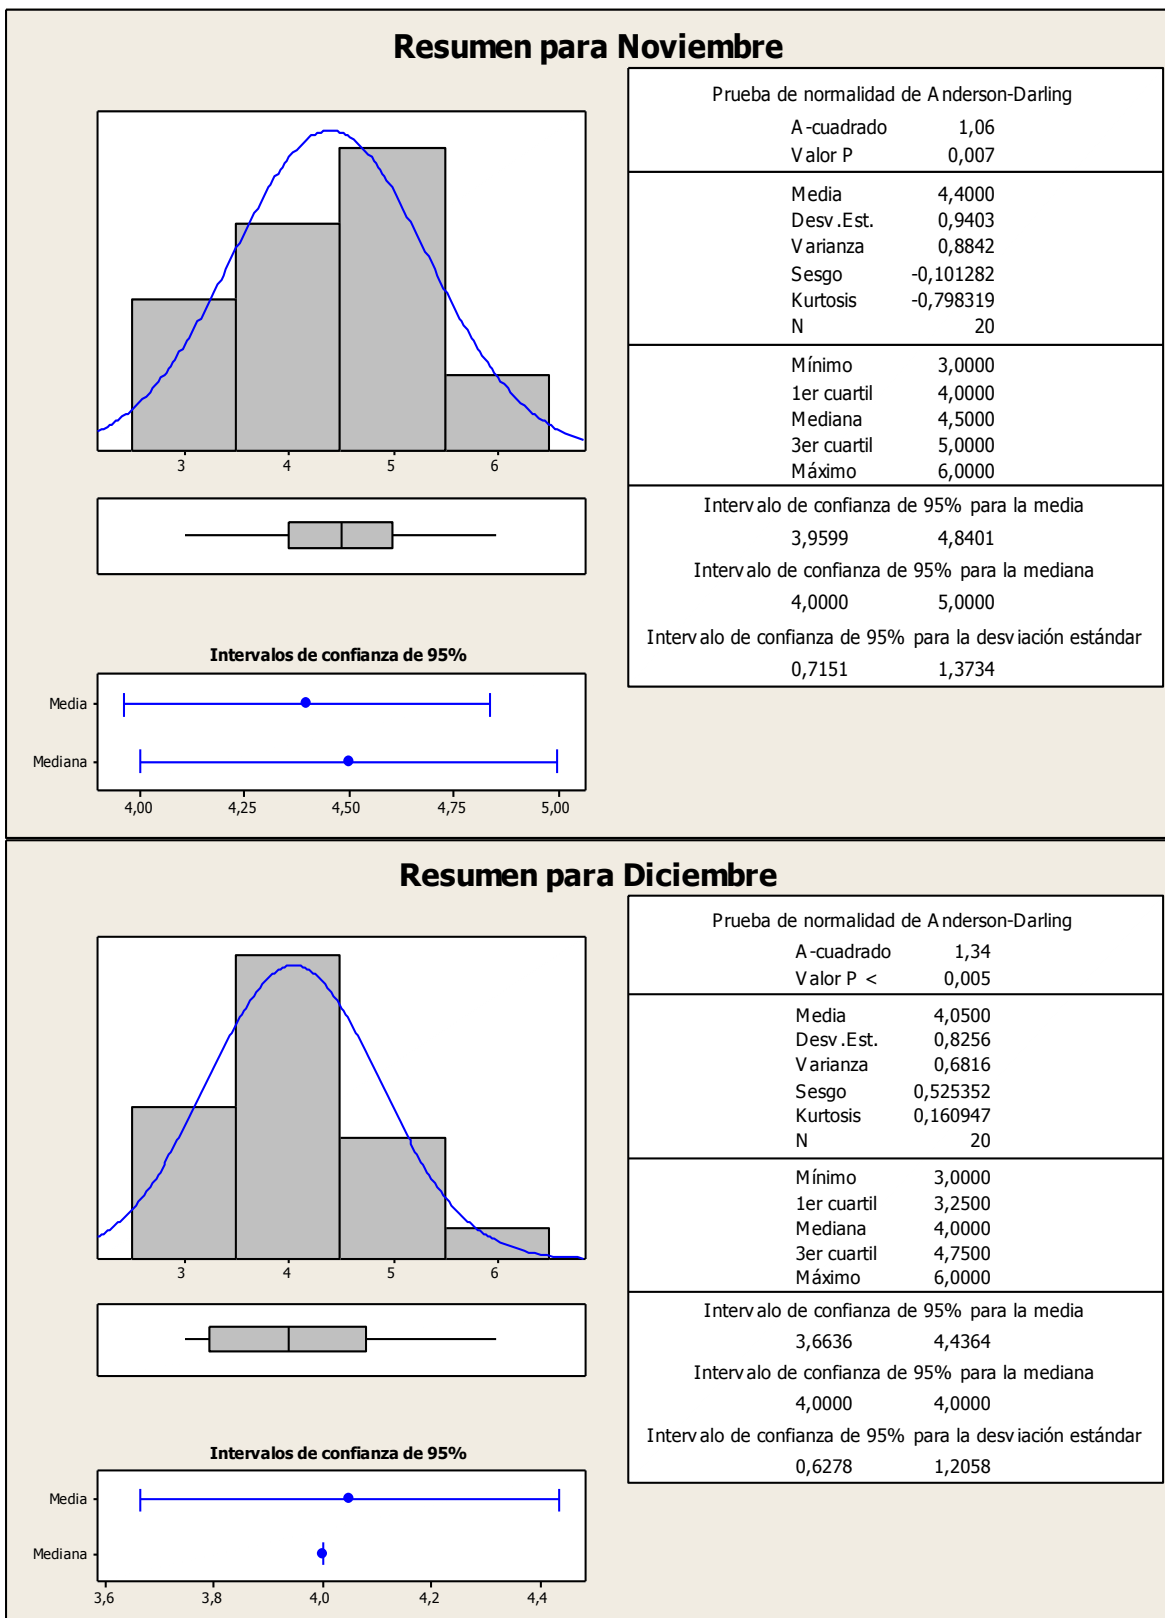 Resumen para Noviembre
Prueba de normalidad de Anderson-Darling
A-cuadrado 1,06
Valor P 0,007
Media 4,4000
Desv.Est. 0,9403
Varianza 0,8842
Sesgo -0,101282
Kurtosis -0,798319
N 20
Mínimo 3,0000
1er cuartil 4,0000
Mediana 4,5000
3er cuartil 5,0000
Máximo 6,0000
Intervalo de confianza de 95% para la media
3,9599 4,8401
Intervalo de confianza de 95% para la mediana
4,0000 5,0000
Intervalo de confianza de 95% para la desviación estándar
0,7151 1,3734
3 4 5 6
Intervalos de confianza de 95%
Media
Mediana
4,00 4,25 4,50 4,75 5,00
Resumen para Diciembre
Prueba de normalidad de Anderson-Darling
A-cuadrado 1,34
Valor P < 0,005
Media 4,0500
Desv.Est. 0,8256
Varianza 0,6816
Sesgo 0,525352
Kurtosis 0,160947
N 20
Mínimo 3,0000
1er cuartil 3,2500
Mediana 4,0000
3er cuartil 4,7500
Máximo 6,0000
Intervalo de confianza de 95% para la media
3,6636 4,4364
Intervalo de confianza de 95% para la mediana
4,0000 4,0000
Intervalo de confianza de 95% para la desviación estándar
0,6278 1,2058
3 4 5 6
Intervalos de confianza de 95%
Media
Mediana
3,6 3,8 4,0 4,2 4,4